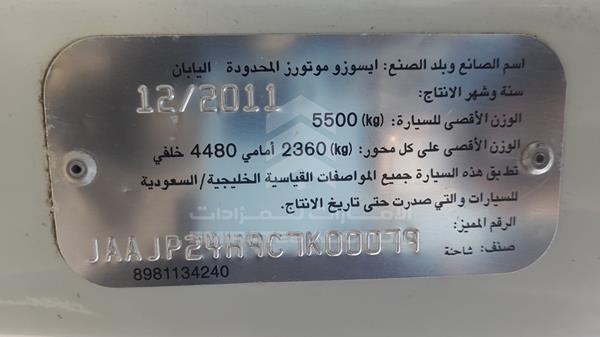 اسم الصانع وبلد الصنع: ايسوزو موتورز المحدودة اليابان
سنة وشهر الانتاج: 12/2011
الوزن الأقصى للسيارة: (kg) 5500
الوزن الأقصى على كل محور: (kg) 2360 أمامي 4480 خلفي
تطبق هذه السيارة جميع المواصفات القياسية الخليجية/السعودية
للسيارات والتي صدرت حتى تاريخ الانتاج.
الامارات للمزادات
الرقم المميز: JAAJP24H9C7K00079
صنف: شاحنة
8981134240